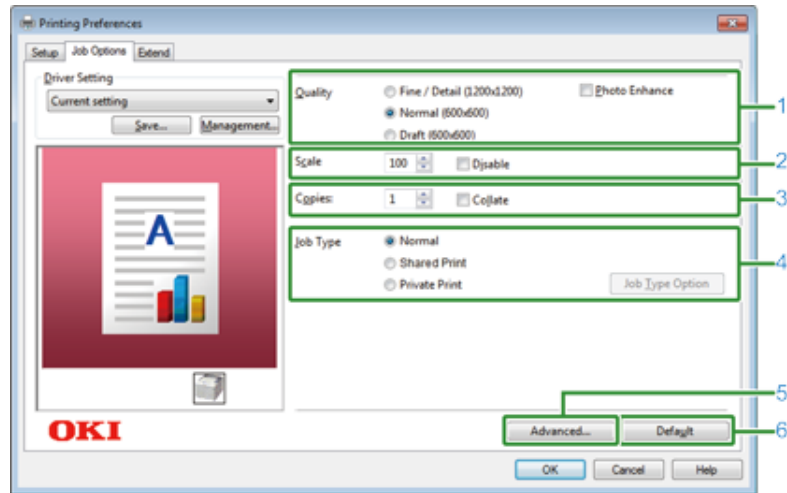 Printing Preferences
Setup Job Options Extend
Driver Setting
Current setting
Save... Management...
A
OKI
Quality Fine / Detail (1200x1200) Photo Enhance
Normal (600x600)
Draft (600x600)
1
Scale 100 Disable
2
Copies: 1 Collate
3
Job Type Normal
Shared Print
Private Print Job Type Option
4
5
Advanced... Default
6
OK Cancel Help